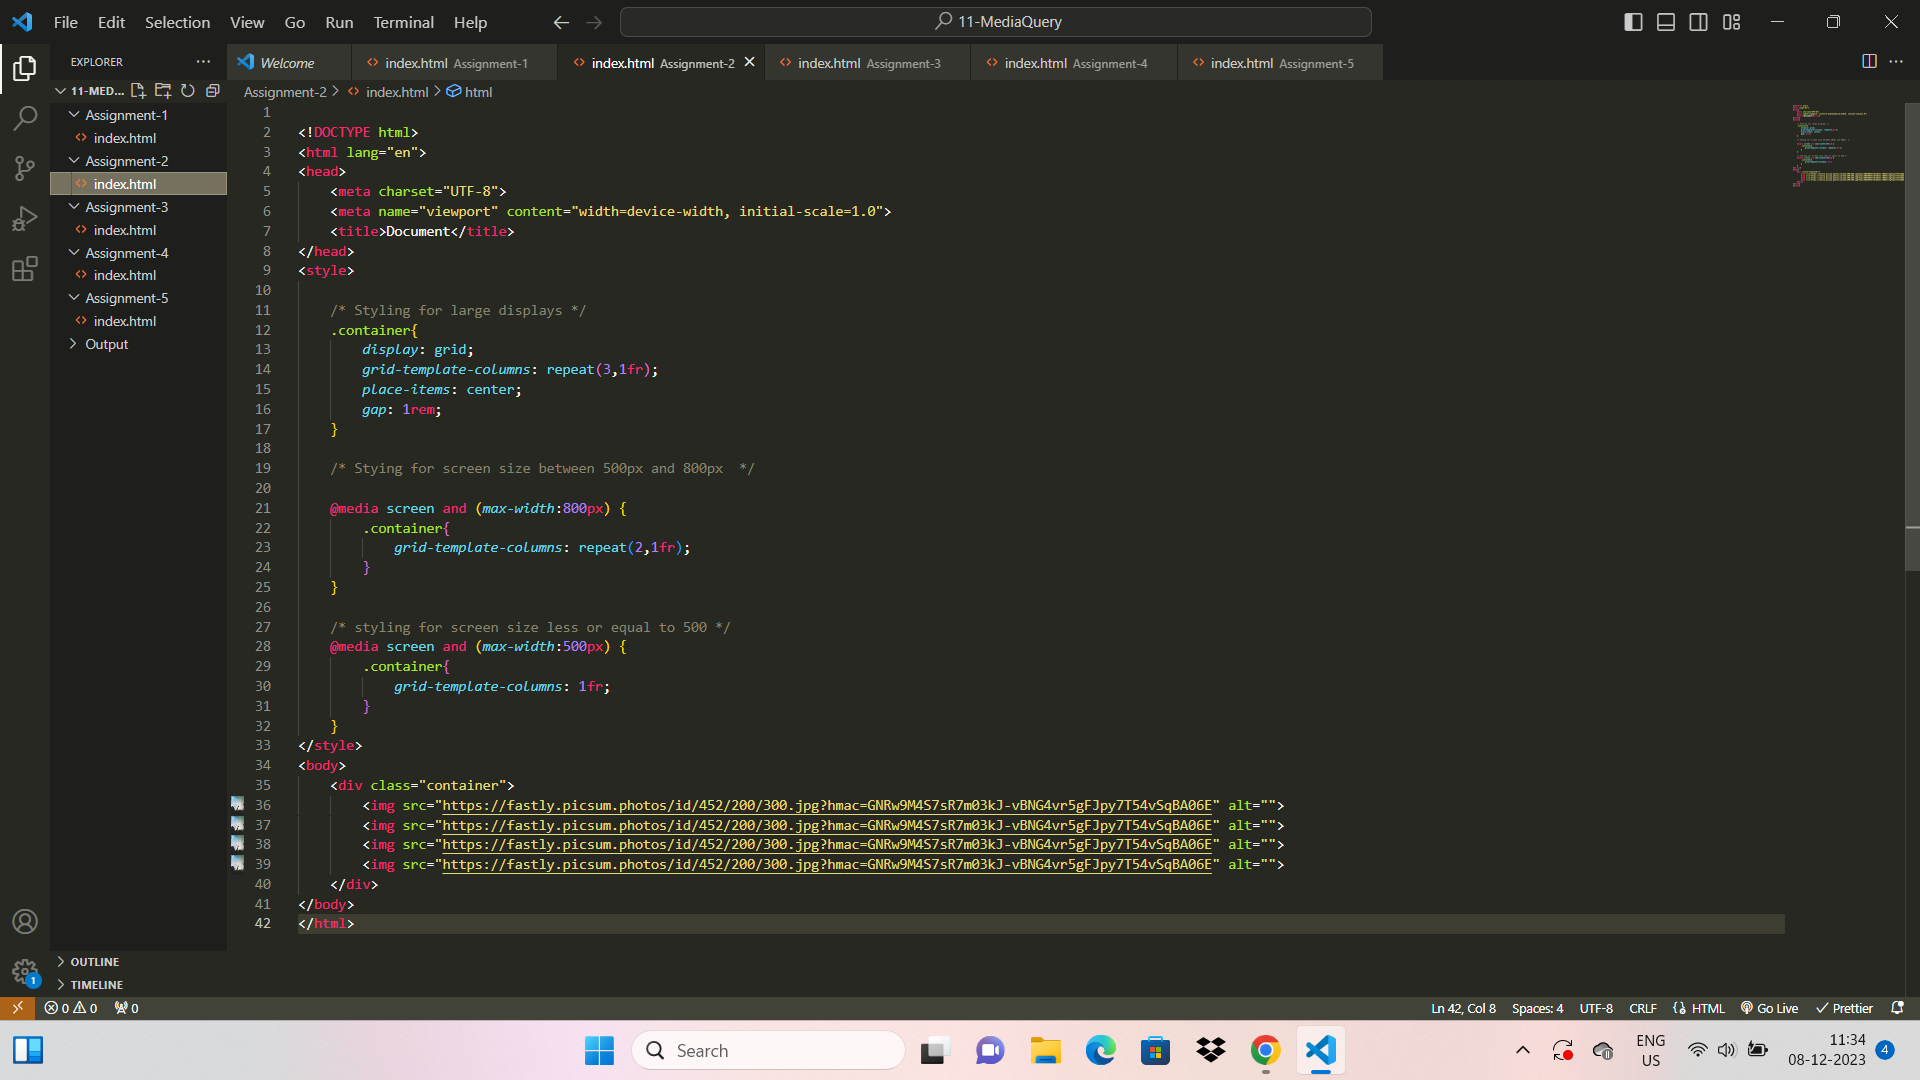 File Edit Selection View Go Run Terminal Help
11-MediaQuery
EXPLORER
Welcome
index.html Assignment-1
index.html Assignment-2
index.html Assignment-3
index.html Assignment-4
index.html Assignment-5
11-MED...
Assignment-1
index.html
Assignment-2
index.html
Assignment-3
index.html
Assignment-4
index.html
Assignment-5
index.html
Output
OUTLINE
TIMELINE
Assignment-2 > index.html > html
1
2 <!DOCTYPE html>
3 <html lang="en">
4 <head>
5 <meta charset="UTF-8">
6 <meta name="viewport" content="width=device-width, initial-scale=1.0">
7 <title>Document</title>
8 </head>
9 <style>
10
11 /* Styling for large displays */
12 .container{
13 display: grid;
14 grid-template-columns: repeat(3,1fr);
15 place-items: center;
16 gap: 1rem;
17 }
18
19 /* Stying for screen size between 500px and 800px  */
20
21 @media screen and (max-width:800px) {
22 .container{
23 grid-template-columns: repeat(2,1fr);
24 }
25 }
26
27 /* styling for screen size less or equal to 500 */
28 @media screen and (max-width:500px) {
29 .container{
30 grid-template-columns: 1fr;
31 }
32 }
33 </style>
34 <body>
35 <div class="container">
36 <img src="https://fastly.picsum.photos/id/452/200/300.jpg?hmac=GNRw9M4S7sR7m03kJ-vBNG4vr5gFJpy7T54vSqBA06E" alt="">
37 <img src="https://fastly.picsum.photos/id/452/200/300.jpg?hmac=GNRw9M4S7sR7m03kJ-vBNG4vr5gFJpy7T54vSqBA06E" alt="">
38 <img src="https://fastly.picsum.photos/id/452/200/300.jpg?hmac=GNRw9M4S7sR7m03kJ-vBNG4vr5gFJpy7T54vSqBA06E" alt="">
39 <img src="https://fastly.picsum.photos/id/452/200/300.jpg?hmac=GNRw9M4S7sR7m03kJ-vBNG4vr5gFJpy7T54vSqBA06E" alt="">
40 </div>
41 </body>
42 </html>
1
0 0 0
Ln 42, Col 8 Spaces: 4 UTF-8 CRLF HTML Go Live Prettier
Search
ENG
US
11:34
08-12-2023
4